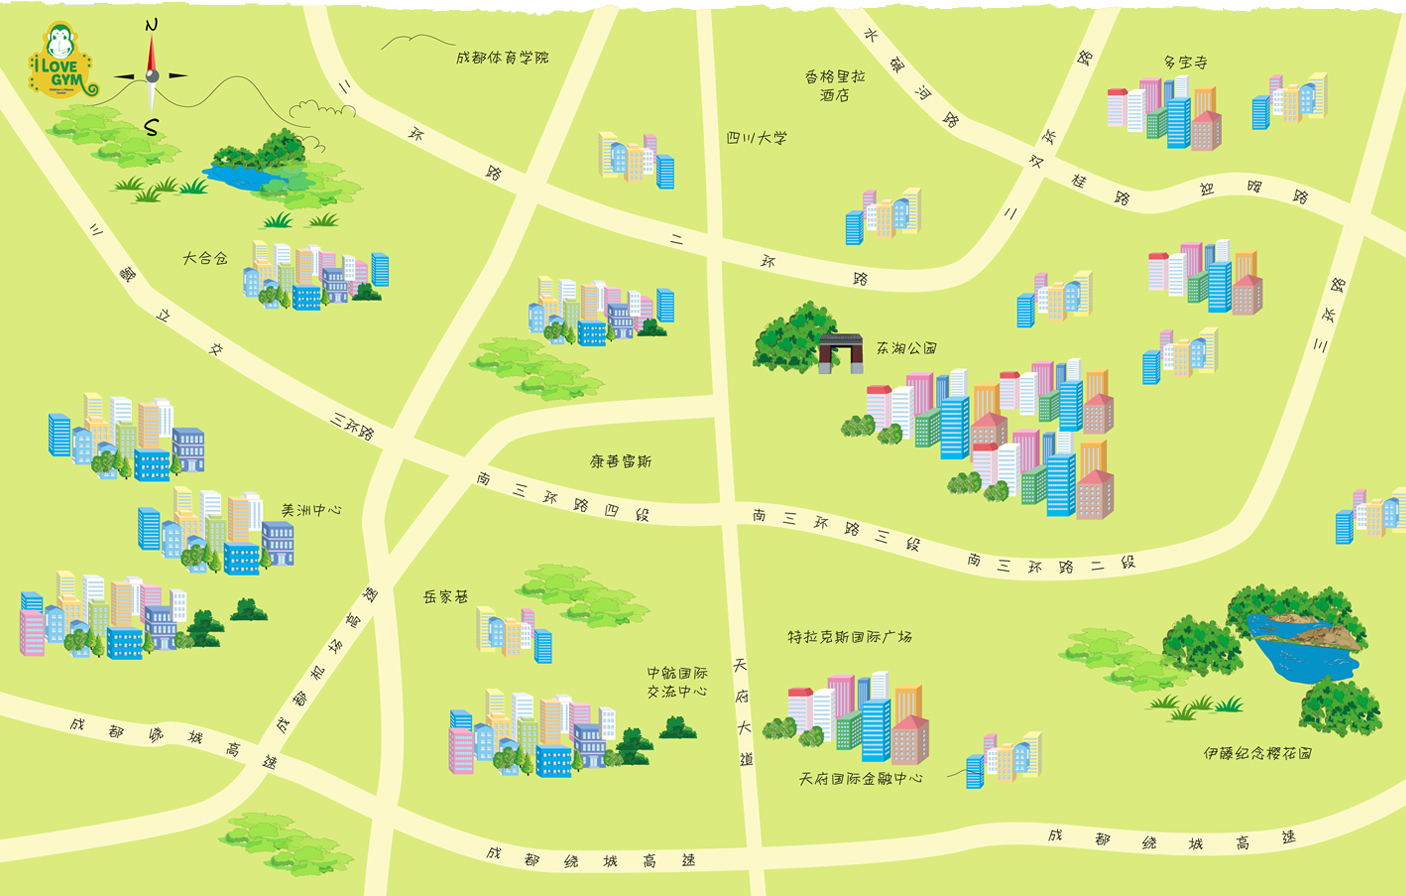 N
I LOVE
GYM
S
成都体育学院
香格里拉
酒店
四川大学
多宝寺
水碾河路
二环路
二环路
二环路
双桂路
迎晖路
大合仓
三瓦立交
三环路
三环路
东湖公园
康普雷斯
美洲中心
南三环路四段
南三环路三段
南三环路二段
岳家巷
特拉克斯国际广场
中航国际
交流中心
天府大道
成都机场高速
成都绕城高速
天府国际金融中心
伊藤纪念樱花园
成都绕城高速
成都绕城高速